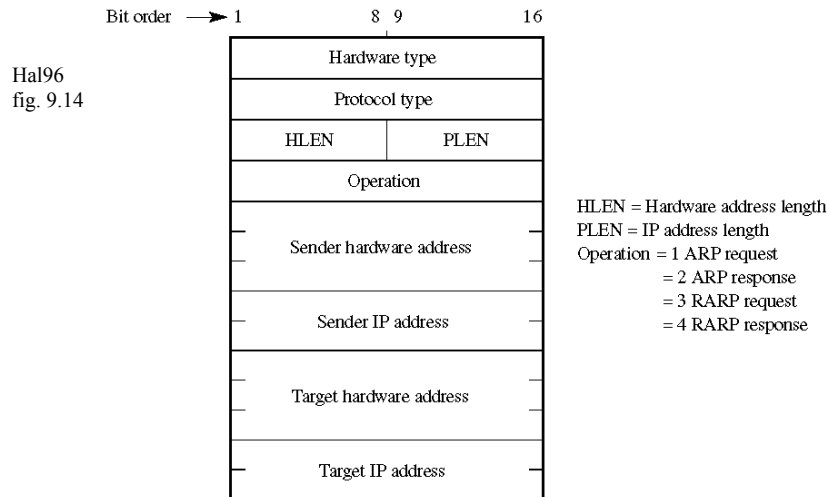 Bit order 1 8 9 16
Hal96
fig. 9.14
Hardware type
Protocol type
HLEN PLEN
Operation
Sender hardware address
Sender IP address
Target hardware address
Target IP address
HLEN = Hardware address length
PLEN = IP address length
Operation = 1 ARP request
= 2 ARP response
= 3 RARP request
= 4 RARP response